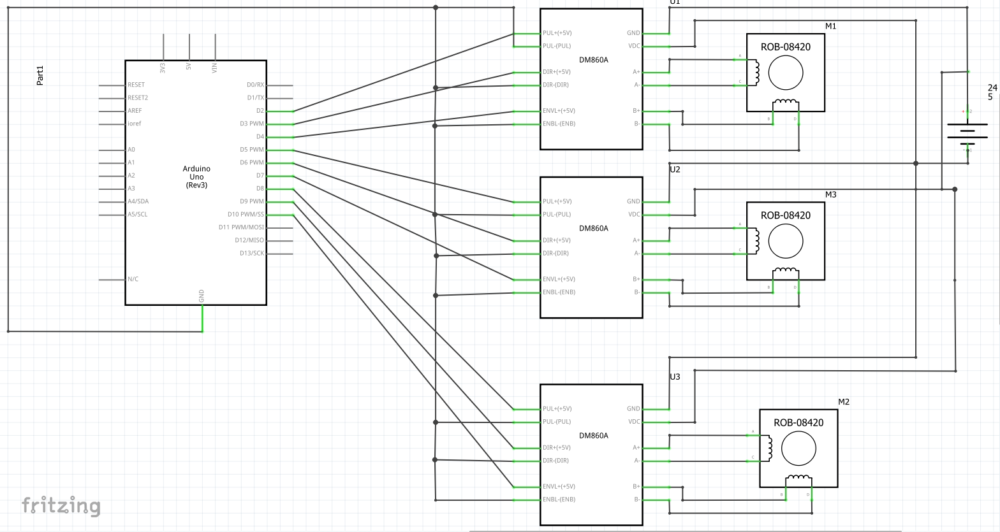 Part1
3V3
5V
VIN
RESET
RESET2
AREF
ioref
A0
A1
A2
A3
A4/SDA
A5/SCL
N/C
Arduino
Uno
(Rev3)
D0/RX
D1/TX
D2
D3 PWM
D4
D5 PWM
D6 PWM
D7
D8
D9 PWM
D10 PWM/SS
D11 PWM/MOSI
D12/MISO
D13/SCK
GND
U1
PUL+(+5V)
PUL-(PUL)
DIR+(+5V)
DIR-(DIR)
ENVL+(+5V)
ENBL-(ENB)
DM860A
GND
VDC
A+
A-
B+
B-
M1
ROB-08420
A
C
B
D
24
5
+
2
-
1
U2
PUL+(+5V)
PUL-(PUL)
DIR+(+5V)
DIR-(DIR)
ENVL+(+5V)
ENBL-(ENB)
DM860A
GND
VDC
A+
A-
B+
B-
M3
ROB-08420
A
C
B
D
U3
PUL+(+5V)
PUL-(PUL)
DIR+(+5V)
DIR-(DIR)
ENVL+(+5V)
ENBL-(ENB)
DM860A
GND
VDC
A+
A-
B+
B-
M2
ROB-08420
A
C
B
D
fritzing